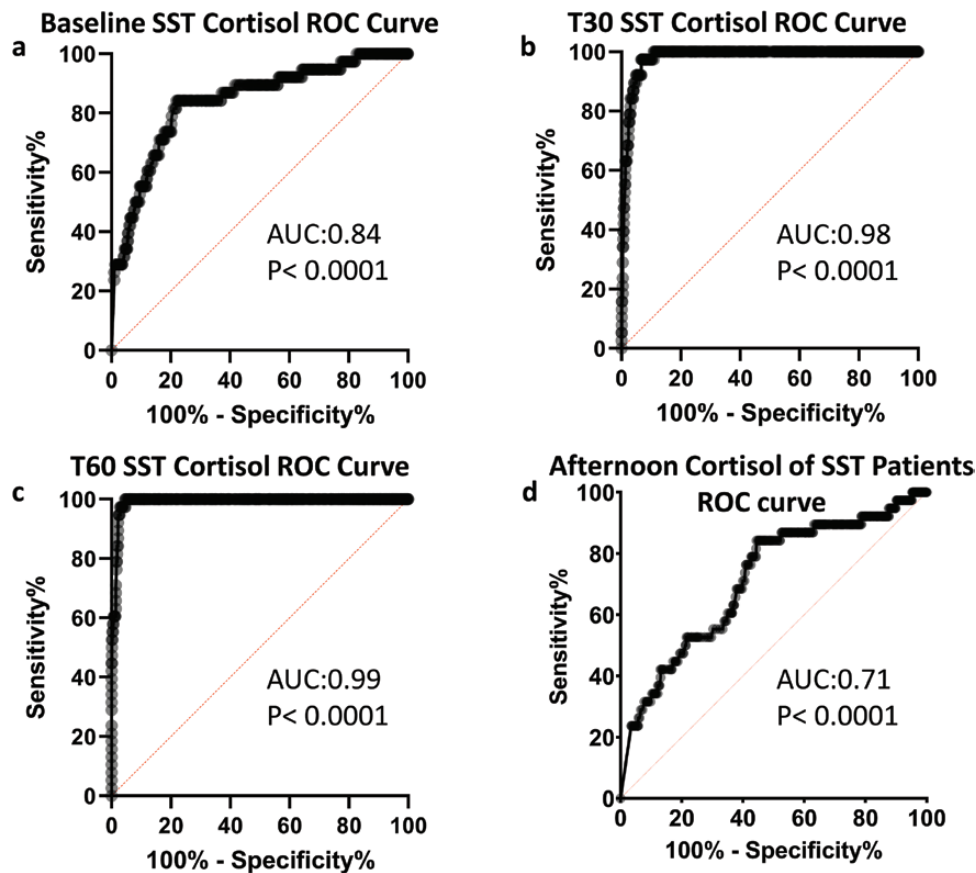 Baseline SST Cortisol ROC Curve
a
100
80
60
40
20
0
Sensitivity%
AUC:0.84
P< 0.0001
0 20 40 60 80 100
100% - Specificity%
T30 SST Cortisol ROC Curve
b
100
80
60
40
20
0
Sensitivity%
AUC:0.98
P< 0.0001
0 20 40 60 80 100
100% - Specificity%
T60 SST Cortisol ROC Curve
c
100
80
60
40
20
0
Sensitivity%
AUC:0.99
P< 0.0001
0 20 40 60 80 100
100% - Specificity%
Afternoon Cortisol of SST Patients
ROC curve
d
100
80
60
40
20
0
Sensitivity%
AUC:0.71
P< 0.0001
0 20 40 60 80 100
100% - Specificity%